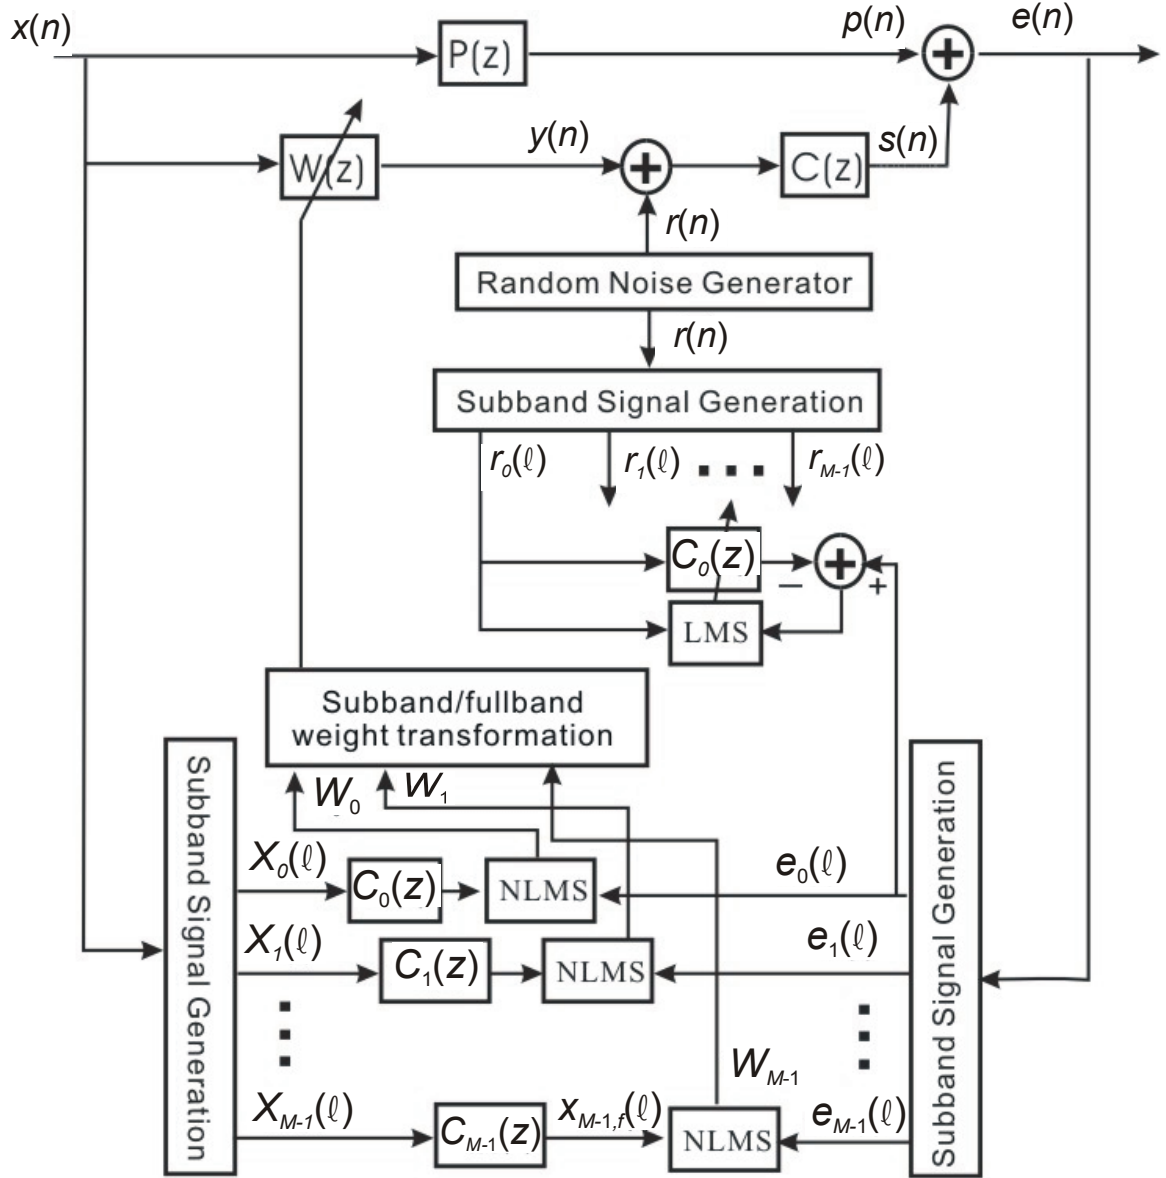 x(n)
p(n)
e(n)
P(z)
+
W(z)
y(n)
+
C(z)
s(n)
r(n)
Random Noise Generator
r(n)
Subband Signal Generation
r0(ℓ)
r1(ℓ)
...
rM-1(ℓ)
C0(z)
−
+
+
LMS
Subband/fullband
weight transformation
W0
W1
Subband Signal Generation
X0(ℓ)
C0(z)
NLMS
e0(ℓ)
X1(ℓ)
C1(z)
NLMS
e1(ℓ)
WM-1
XM-1(ℓ)
CM-1(z)
xM-1,f(ℓ)
NLMS
eM-1(ℓ)
Subband Signal Generation